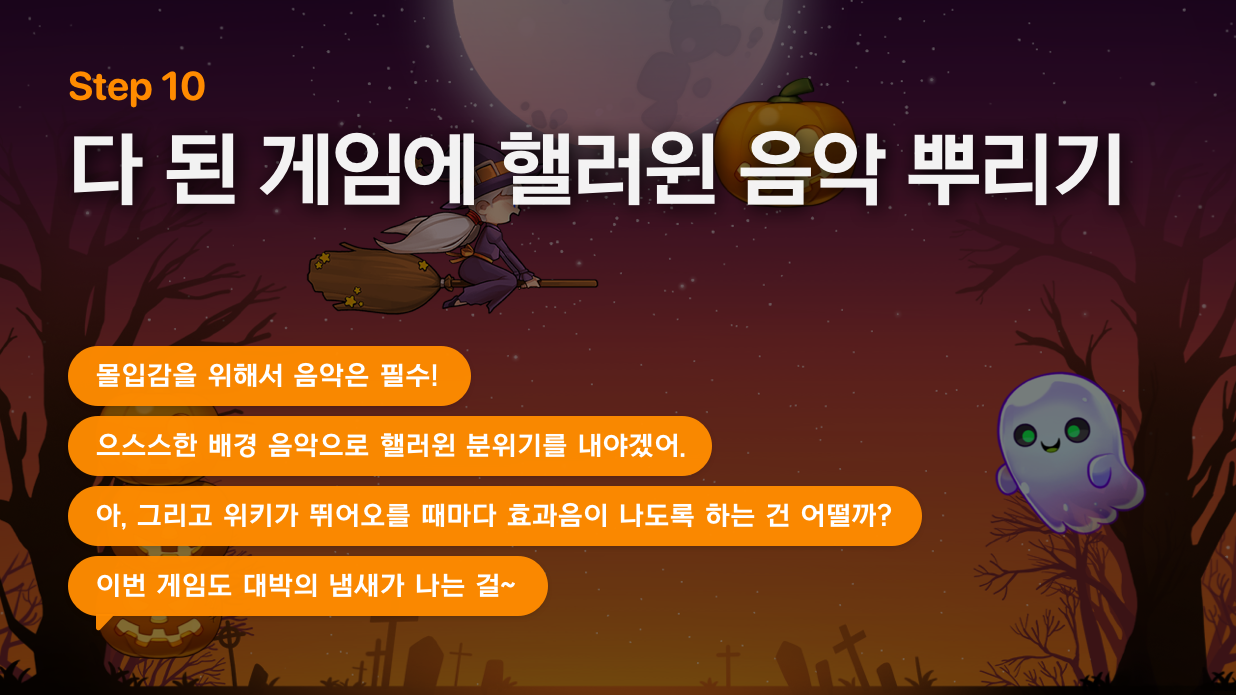 Step 10
다 된 게임에 핼러윈 음악 뿌리기
몰입감을 위해서 음악은 필수!
으스스한 배경 음악으로 핼러윈 분위기를 내야겠어.
아, 그리고 위키가 뛰어오를 때마다 효과음이 나도록 하는 건 어떨까?
이번 게임도 대박의 냄새가 나는 걸~